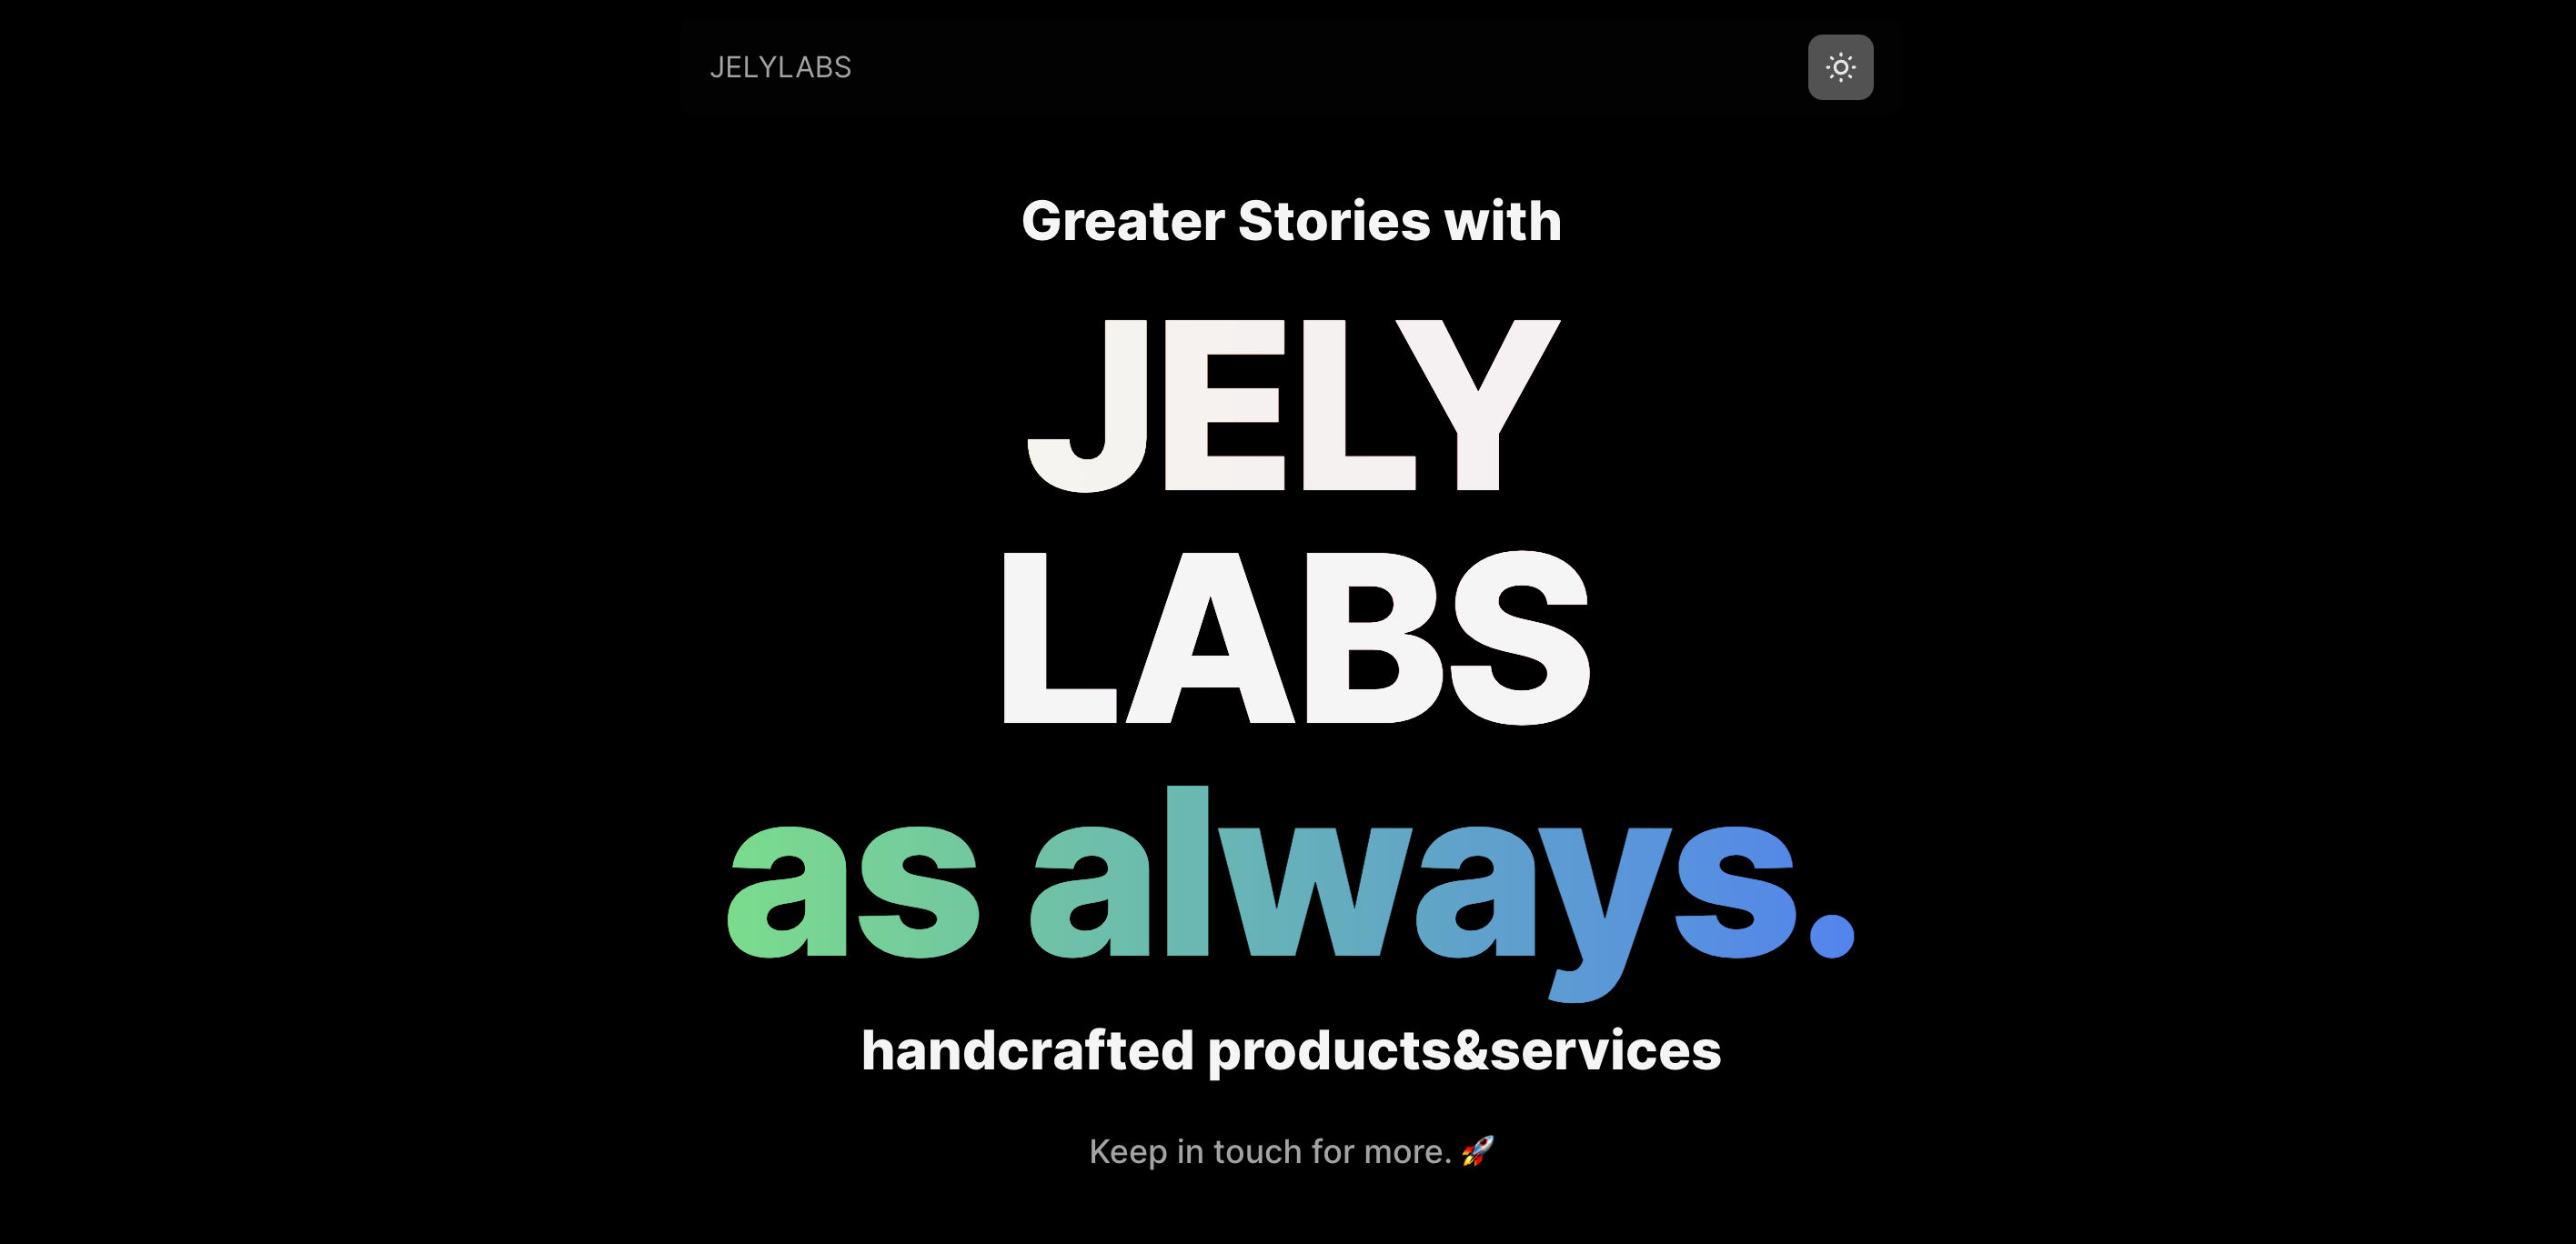 JELYLABS
Greater Stories with
JELY
LABS
as always.
handcrafted products&services
Keep in touch for more. 🚀